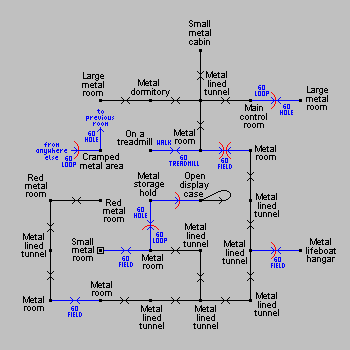 Small
metal
cabin
Large
metal
room
Metal
dormitory
Metal
lined
tunnel
GO
LOOP
Main
control
room
GO
HOLE
Large
metal
room
to
previous
room
GO
HOLE
from
anywhere
else
GO
LOOP
Cramped
metal area
On a
treadmill
WALK
GO
TREADMILL
Metal
room
GO
FIELD
Metal
room
Red metal
room
Red
metal
room
Metal
storage
hold
GO
HOLE
GO
LOOP
Open
display
case
Metal
lined
tunnel
Metal
lined
tunnel
Small
metal
room
GO
FIELD
Metal
room
Metal
lined
tunnel
Metal
lined
tunnel
GO
FIELD
Metal
lifeboat
hangar
Metal
room
GO
FIELD
Metal
room
Metal
lined
tunnel
Metal
lined
tunnel
Metal
lined
tunnel